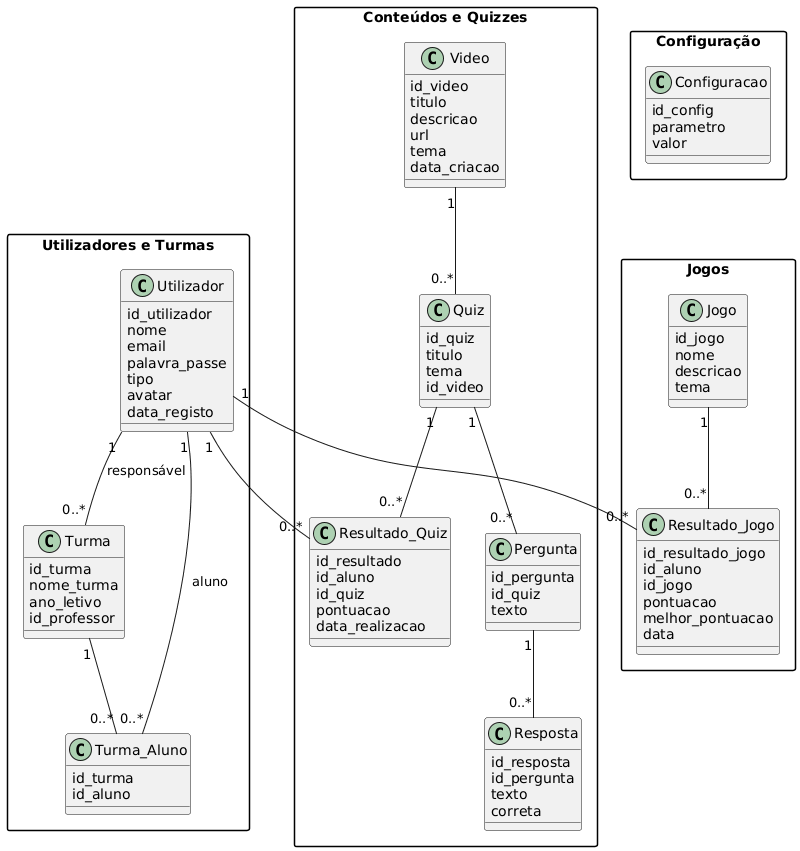 Utilizadores e Turmas
C Utilizador
id_utilizador
nome
email
palavra_passe
tipo
avatar
data_registo
1
1
1
1
responsável
aluno
0..*
C Turma
id_turma
nome_turma
ano_letivo
id_professor
1
0..*
0..*
C Turma_Aluno
id_turma
id_aluno
Conteúdos e Quizzes
C Video
id_video
titulo
descricao
url
tema
data_criacao
1
0..*
C Quiz
id_quiz
titulo
tema
id_video
1
1
0..*
0..*
0..*
C Resultado_Quiz
id_resultado
id_aluno
id_quiz
pontuacao
data_realizacao
C Pergunta
id_pergunta
id_quiz
texto
1
0..*
C Resposta
id_resposta
id_pergunta
texto
correta
Configuração
C Configuracao
id_config
parametro
valor
Jogos
C Jogo
id_jogo
nome
descricao
tema
1
0..*
0..*
C Resultado_Jogo
id_resultado_jogo
id_aluno
id_jogo
pontuacao
melhor_pontuacao
data